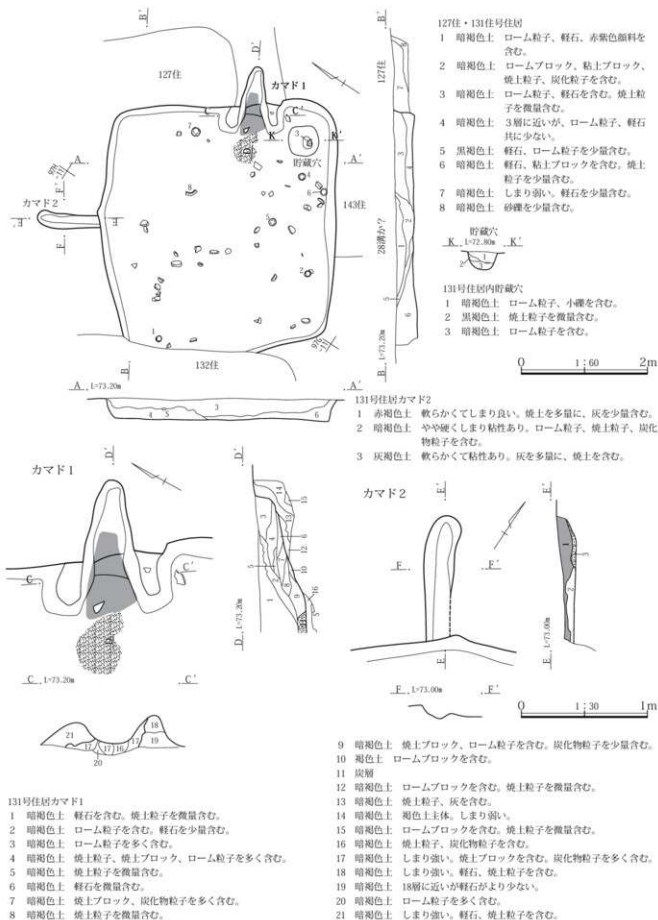 127住・131住号住居
1 暗褐色土 ローム粒子、軽石、赤紫色顔料を
含む。
2 暗褐色土 ロームブロック、粘土ブロック、
焼土粒子、炭化粒子を含む。
3 暗褐色土 ローム粒子、軽石を含む。焼土粒
子を微量含む。
4 暗褐色土 3層に近いが、ローム粒子、軽石
共に少ない。
5 黒褐色土 軽石、ローム粒子を少量含む。
6 暗褐色土 軽石、粘土ブロックを含む。焼土
粒子を少量含む。
7 暗褐色土 しまり弱い。軽石を少量含む。
8 暗褐色土 砂礫を少量含む。
貯蔵穴
K L=72.80m K′
1
2
3
131号住居内貯蔵穴
1 暗褐色土 ローム粒子、小礫を含む。
2 黒褐色土 焼土粒子を微量含む。
3 暗褐色土 ローム粒子を含む。
0 1:60 2m
B′
D′
127住
カマド1
C
C′
K
K′
貯蔵穴
A
A′
F′
カマド2
E′
E
F
143住
132住
B
B′
127住
28溝か?
B L=73.20m
A L=73.20m A′
3
4
5
6
131号住居カマド2
1 赤褐色土 軟らかくてしまり良い。焼土を多量に、灰を少量含む。
2 暗褐色土 やや硬くしまり粘性あり。ローム粒子、焼土粒子、炭化
物粒子を含む。
3 灰褐色土 軟らかくて粘性あり。灰を多量に、焼土を含む。
カマド1
D′
C
C′
D
D′
D L=73.20m
C L=73.20m C′
21
17
17
16
17
18
19
20
カマド2
E′
F
F′
E
E′
E L=73.00m
F L=73.00m F′
0 1:30 1m
131号住居カマド1
1 暗褐色土 軽石を含む。焼土粒子を微量含む。
2 暗褐色土 ローム粒子を含む。軽石を少量含む。
3 暗褐色土 ローム粒子を多く含む。
4 暗褐色土 焼土粒子、焼土ブロック、ローム粒子を多く含む。
5 暗褐色土 焼土粒子を微量含む。
6 暗褐色土 軽石を微量含む。
7 暗褐色土 焼土ブロック、炭化物粒子を多く含む。
8 暗褐色土 焼土粒子を微量含む。
9 暗褐色土 焼土ブロック、ローム粒子を含む。炭化物粒子を少量含む。
10 褐色土 ロームブロックを含む。
11 炭層
12 暗褐色土 ロームブロックを含む。焼土粒子を微量含む。
13 暗褐色土 焼土粒子、灰を含む。
14 暗褐色土 褐色土主体。しまり弱い。
15 暗褐色土 ロームブロックを含む。焼土粒子を微量含む。
16 暗褐色土 焼土粒子、炭化物粒子を含む。
17 暗褐色土 しまり強い。焼土ブロックを含む。炭化物粒子を多く含む。
18 暗褐色土 しまり強い。軽石、焼土粒子を含む。
19 暗褐色土 18層に近いが軽石がより少ない。
20 暗褐色土 ローム粒子を多く含む。
21 暗褐色土 しまり強い。軽石、焼土粒子を含む。